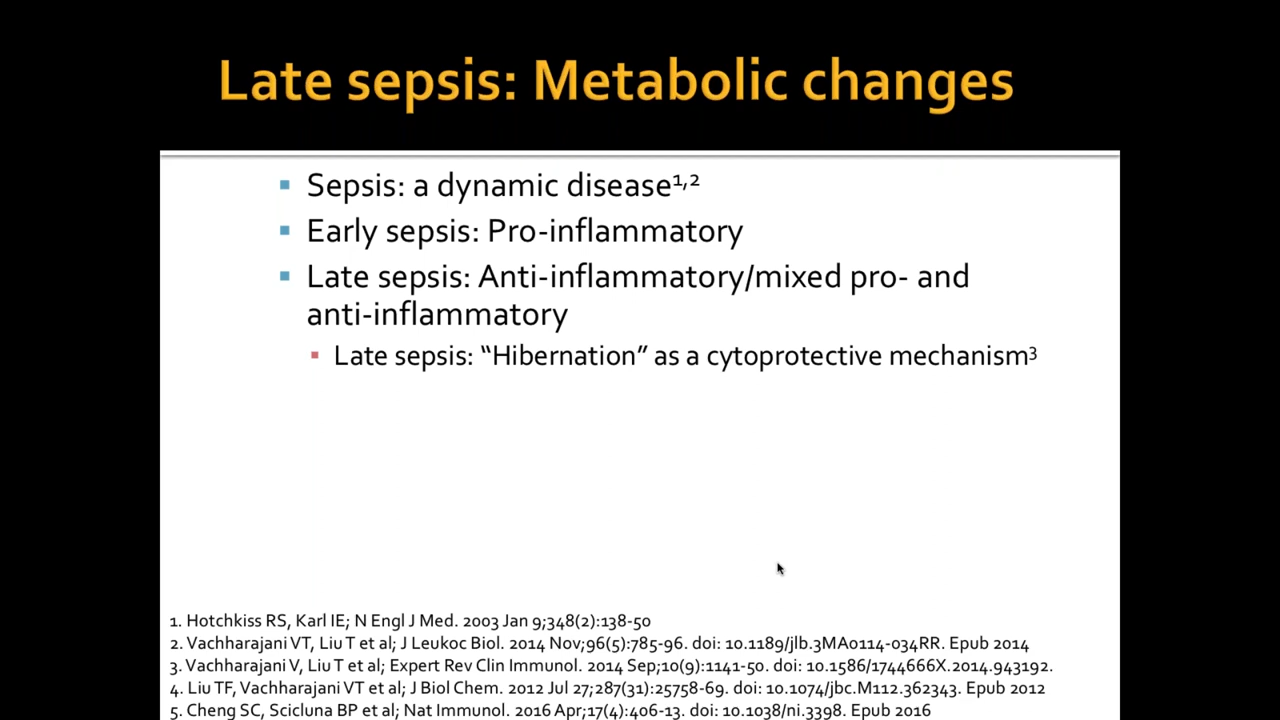 Late sepsis: Metabolic changes
Sepsis: a dynamic disease1,2
Early sepsis: Pro-inflammatory
Late sepsis: Anti-inflammatory/mixed pro- and
anti-inflammatory
Late sepsis: “Hibernation” as a cytoprotective mechanism3
1. Hotchkiss RS, Karl IE; N Engl J Med. 2003 Jan 9;348(2):138-50
2. Vachharajani VT, Liu T et al; J Leukoc Biol. 2014 Nov;96(5):785-96. doi: 10.1189/jlb.3MA0114-034RR. Epub 2014
3. Vachharajani V, Liu T et al; Expert Rev Clin Immunol. 2014 Sep;10(9):1141-50. doi: 10.1586/1744666X.2014.943192.
4. Liu TF, Vachharajani VT et al; J Biol Chem. 2012 Jul 27;287(31):25758-69. doi: 10.1074/jbc.M112.362343. Epub 2012
5. Cheng SC, Scicluna BP et al; Nat Immunol. 2016 Apr;17(4):406-13. doi: 10.1038/ni.3398. Epub 2016